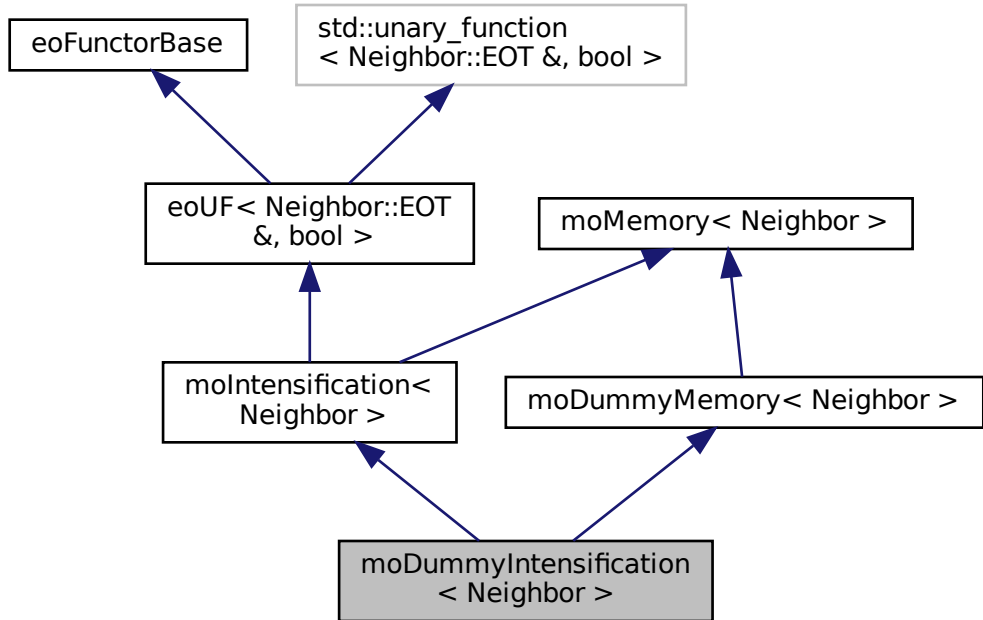 eoFunctorBase
std::unary_function
< Neighbor::EOT &, bool >
eoUF< Neighbor::EOT
&, bool >
moMemory< Neighbor >
moIntensification<
Neighbor >
moDummyMemory< Neighbor >
moDummyIntensification
< Neighbor >